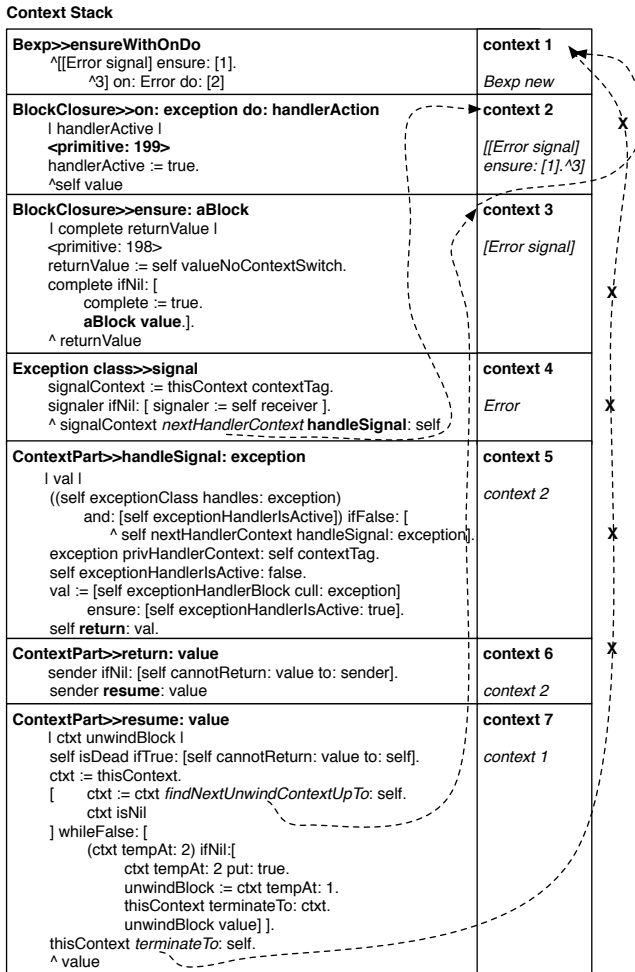 Context Stack
Bexp>>ensureWithOnDo
^[[Error signal] ensure: [1].
^3] on: Error do: [2]
context 1
Bexp new
BlockClosure>>on: exception do: handlerAction
| handlerActive |
<primitive: 199>
handlerActive := true.
^self value
context 2
[[Error signal]
ensure: [1].^3]
X
BlockClosure>>ensure: aBlock
| complete returnValue |
<primitive: 198>
returnValue := self valueNoContextSwitch.
complete ifNil: [
complete := true.
aBlock value.].
^ returnValue
context 3
[Error signal]
X
Exception class>>signal
signalContext := thisContext contextTag.
signaler ifNil: [ signaler := self receiver ].
^ signalContext nextHandlerContext handleSignal: self
context 4
Error
X
ContextPart>>handleSignal: exception
| val |
((self exceptionClass handles: exception)
and: [self exceptionHandlerIsActive]) ifFalse: [
^ self nextHandlerContext handleSignal: exception].
exception privHandlerContext: self contextTag.
self exceptionHandlerIsActive: false.
val := [self exceptionHandlerBlock cull: exception]
ensure: [self exceptionHandlerIsActive: true].
self return: val.
context 5
context 2
X
ContextPart>>return: value
sender ifNil: [self cannotReturn: value to: sender].
sender resume: value
context 6
context 2
X
ContextPart>>resume: value
| ctxt unwindBlock |
self isDead ifTrue: [self cannotReturn: value to: self].
ctxt := thisContext.
[ ctxt := ctxt findNextUnwindContextUpTo: self.
ctxt isNil
] whileFalse: [
(ctxt tempAt: 2) ifNil:[
ctxt tempAt: 2 put: true.
unwindBlock := ctxt tempAt: 1.
thisContext terminateTo: ctxt.
unwindBlock value] ].
thisContext terminateTo: self.
^ value
context 7
context 1